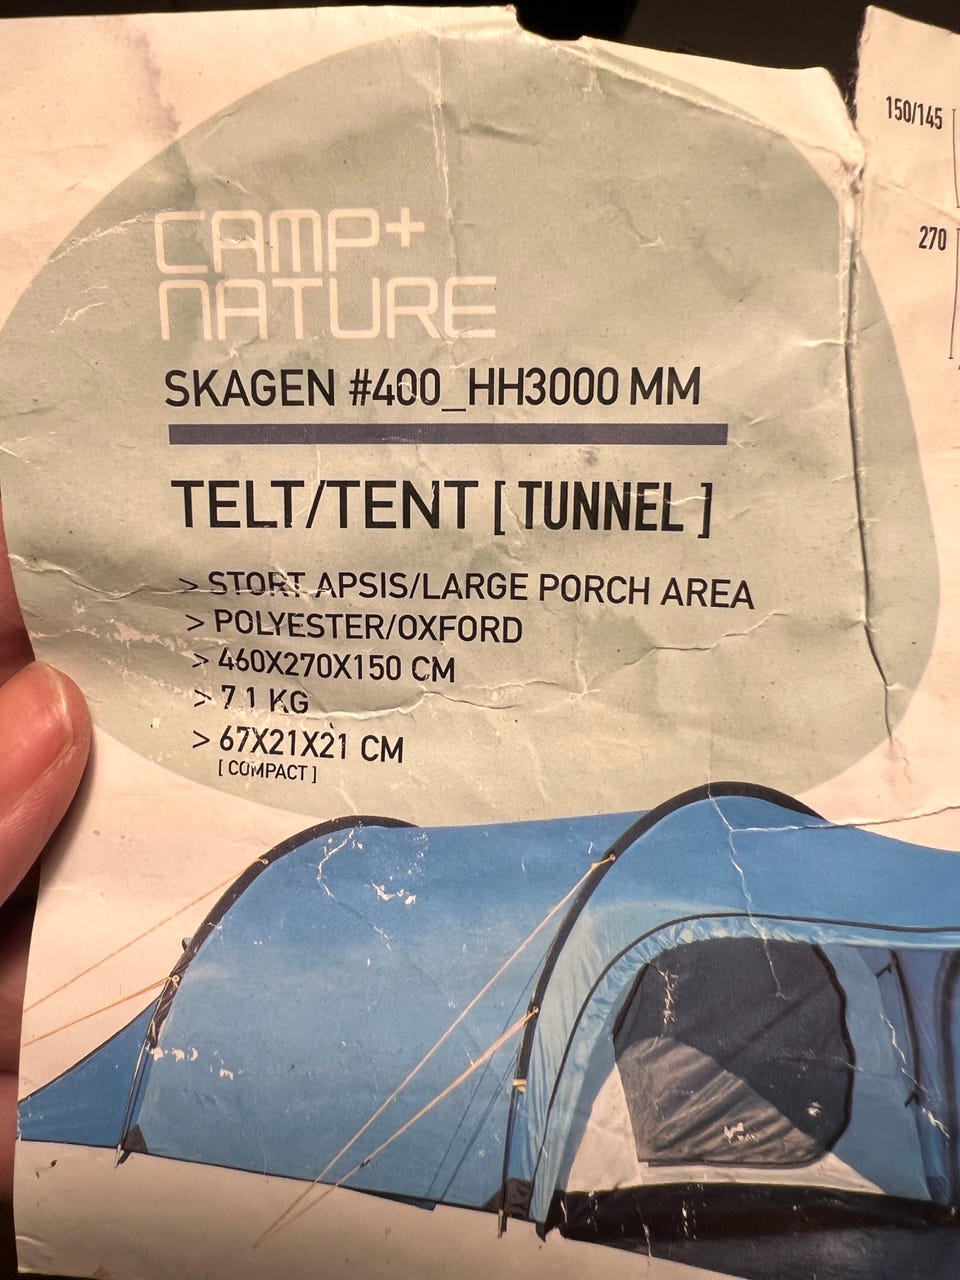 CAMP+
NATURE
SKAGEN #400_HH3000 MM
TELT/TENT [ TUNNEL ]
> STORT APSIS/LARGE PORCH AREA
> POLYESTER/OXFORD
> 460X270X150 CM
> 7.1 KG
> 67X21X21 CM
[ COMPACT ]
150/145
270